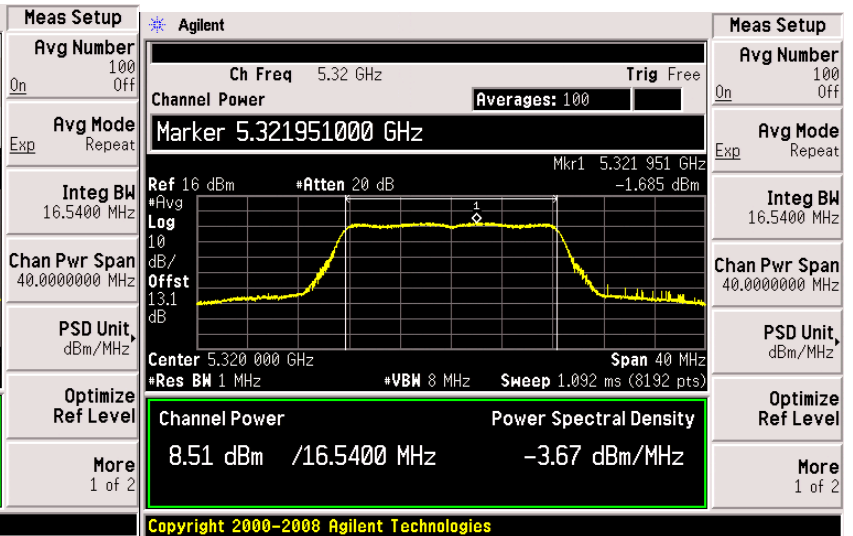 Meas Setup
Avg Number
100
On Off
Avg Mode
Exp Repeat
Integ BW
16.5400 MHz
Chan Pwr Span
40.0000000 MHz
PSD Unit
dBm/MHz
Optimize
Ref Level
More
1 of 2
Agilent
Ch Freq 5.32 GHz Trig Free
Channel Power Averages: 100
Marker 5.321951000 GHz
Mkr1 5.321 951 GHz
Ref 16 dBm #Atten 20 dB -1.685 dBm
#Avg
Log
10
dB/
Offst
13.1
dB
1
Center 5.320 000 GHz Span 40 MHz
#Res BW 1 MHz #VBW 8 MHz Sweep 1.092 ms (8192 pts)
Channel Power Power Spectral Density
8.51 dBm /16.5400 MHz -3.67 dBm/MHz
Copyright 2000-2008 Agilent Technologies
Meas Setup
Avg Number
100
On Off
Avg Mode
Exp Repeat
Integ BW
16.5400 MHz
Chan Pwr Span
40.0000000 MHz
PSD Unit
dBm/MHz
Optimize
Ref Level
More
1 of 2